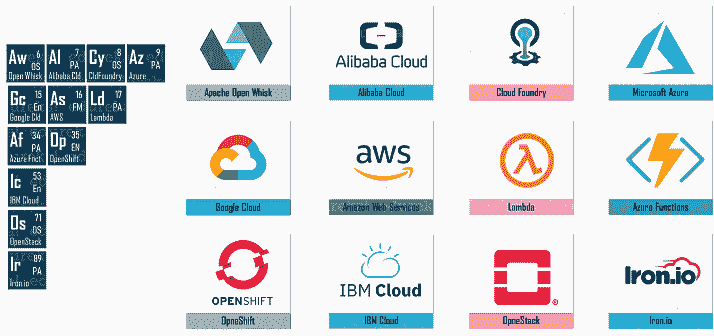 Aw 6 OS Open Whisk
Al 7 PA Alibaba Cld
Cy 8 OS CldFoundry
Az 9 PA Azure
Gc 15 En Google Cld
As 16 FM AWS
Ld 17 PA Lambda
Af 34 PA Azure Fnct
Op 35 EN OpenShift
Ic 53 En IBM Cloud
Os 71 OS OpenStack
Ir 89 PA Iron.io
Apache Open Whisk
Alibaba Cloud
Alibaba Cloud
Cloud Foundry
Microsoft Azure
Google Cloud
aws
Amazon Web Services
λ
Lambda
Azure Functions
OPENSHIFT
OpneShift
IBM Cloud
IBM Cloud
OpneStack
Iron.io
Iron.io